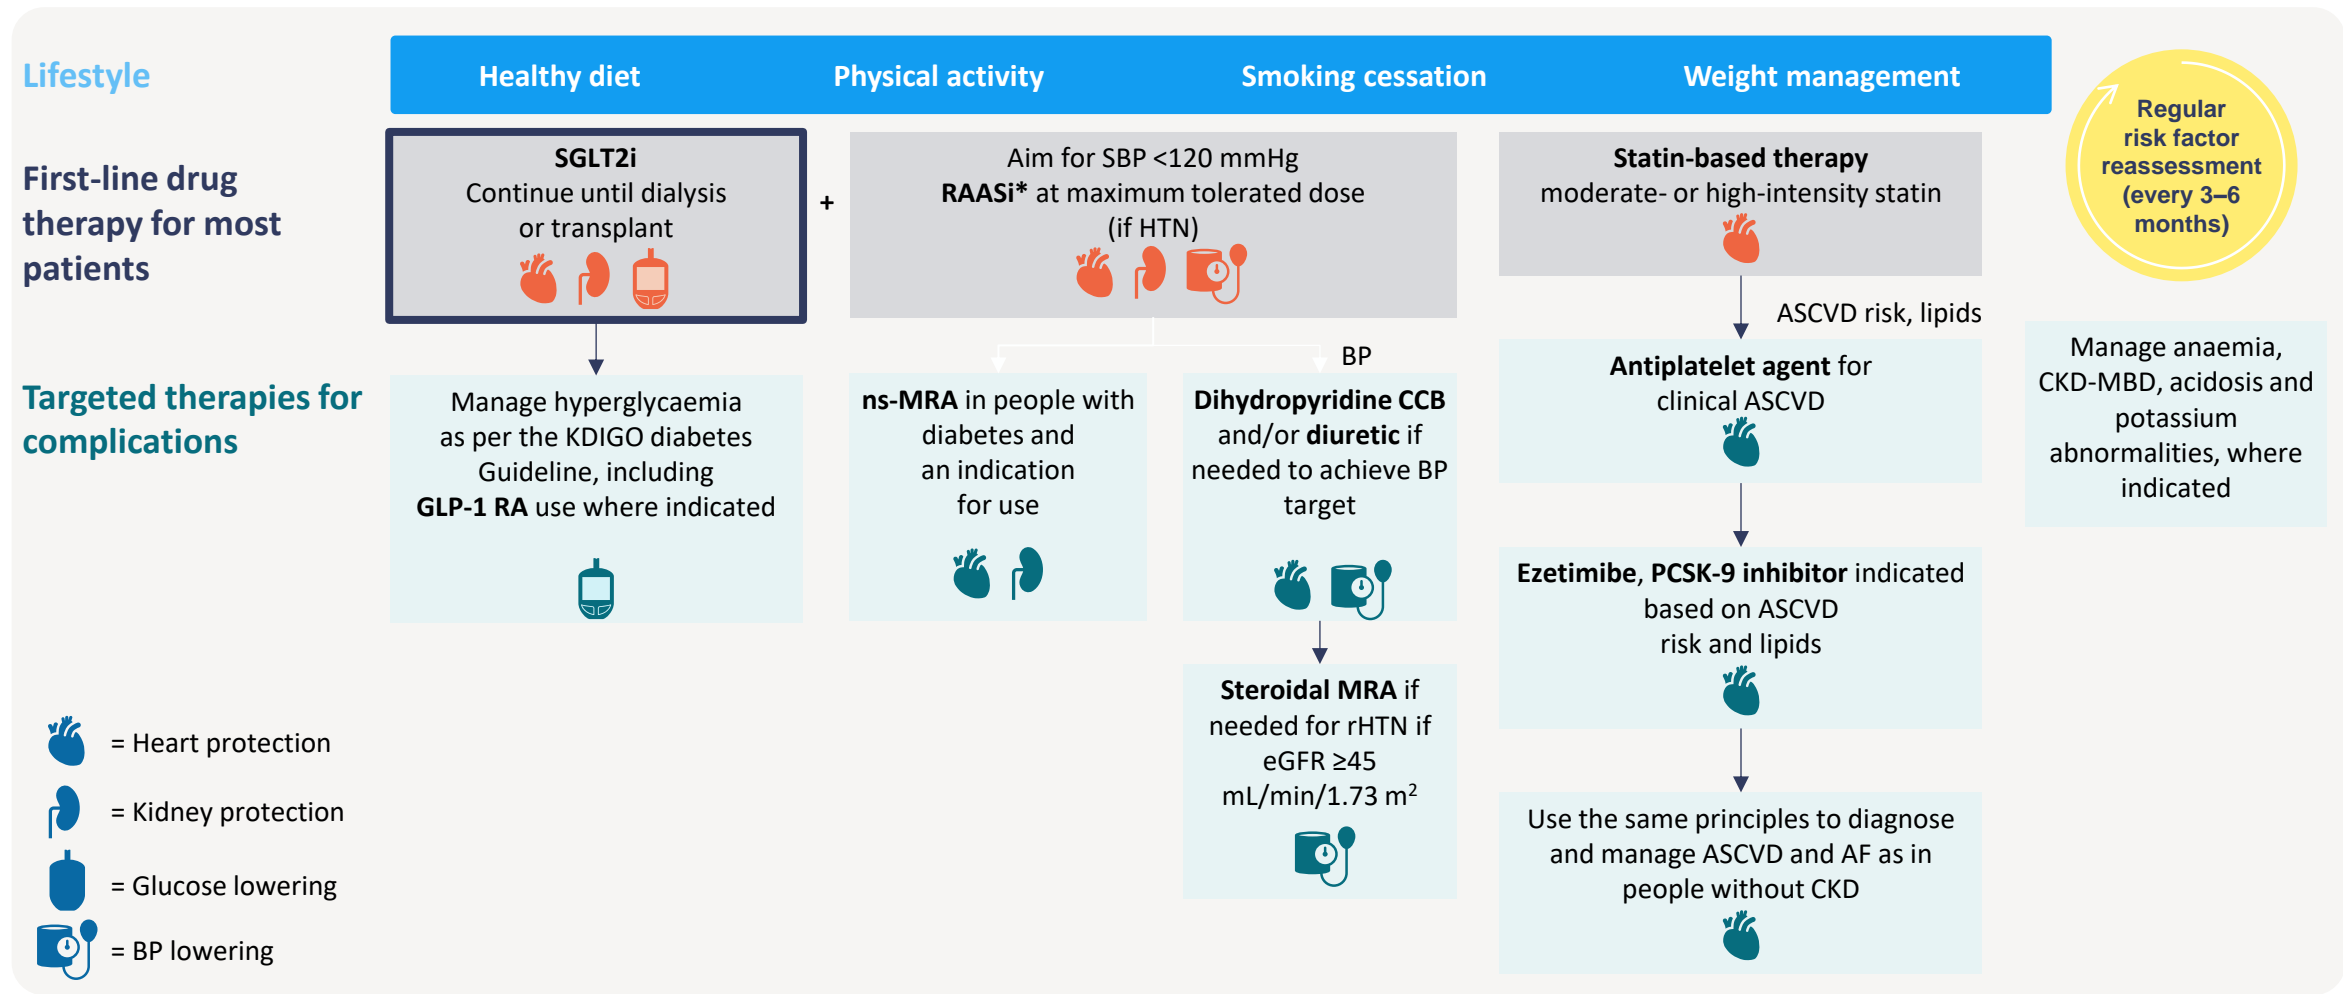 Lifestyle
Healthy diet
Physical activity
Smoking cessation
Weight management
Regular
risk factor
reassessment
(every 3–6
months)
First-line drug
therapy for most
patients
SGLT2i
Continue until dialysis
or transplant
+
Aim for SBP <120 mmHg
RAASi* at maximum tolerated dose
(if HTN)
Statin-based therapy
moderate- or high-intensity statin
ASCVD risk, lipids
BP
Targeted therapies for
complications
Manage hyperglycaemia
as per the KDIGO diabetes
Guideline, including
GLP-1 RA use where indicated
ns-MRA in people with
diabetes and
an indication
for use
Dihydropyridine CCB
and/or diuretic if
needed to achieve BP
target
Steroidal MRA if
needed for rHTN if
eGFR ≥45
mL/min/1.73 m²
Antiplatelet agent for
clinical ASCVD
Ezetimibe, PCSK-9 inhibitor indicated
based on ASCVD
risk and lipids
Use the same principles to diagnose
and manage ASCVD and AF as in
people without CKD
Manage anaemia,
CKD-MBD, acidosis and
potassium
abnormalities, where
indicated
= Heart protection
= Kidney protection
= Glucose lowering
= BP lowering